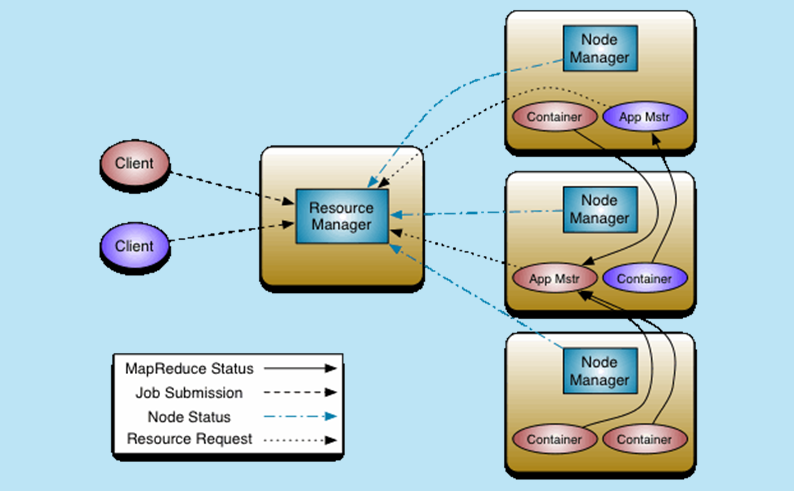 Node
Manager
Container
App Mstr
Client
Client
Resource
Manager
Node
Manager
App Mstr
Container
Node
Manager
Container
Container
MapReduce Status
Job Submission
Node Status
Resource Request